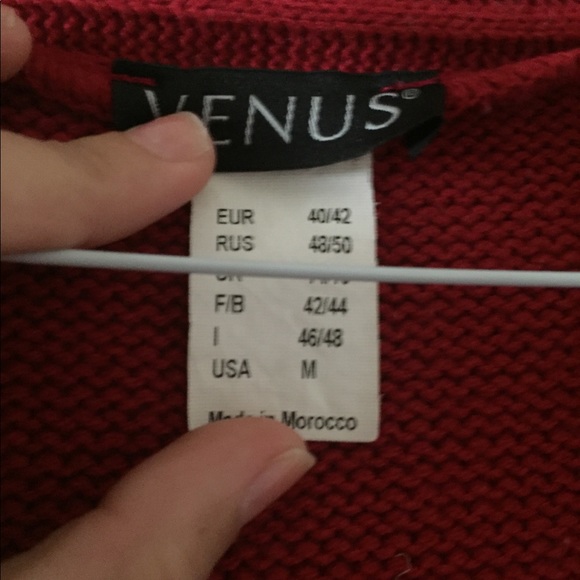 VENUS®
EUR 40/42
RUS 48/50
F/B 42/44
I 46/48
USA M
Made in Morocco